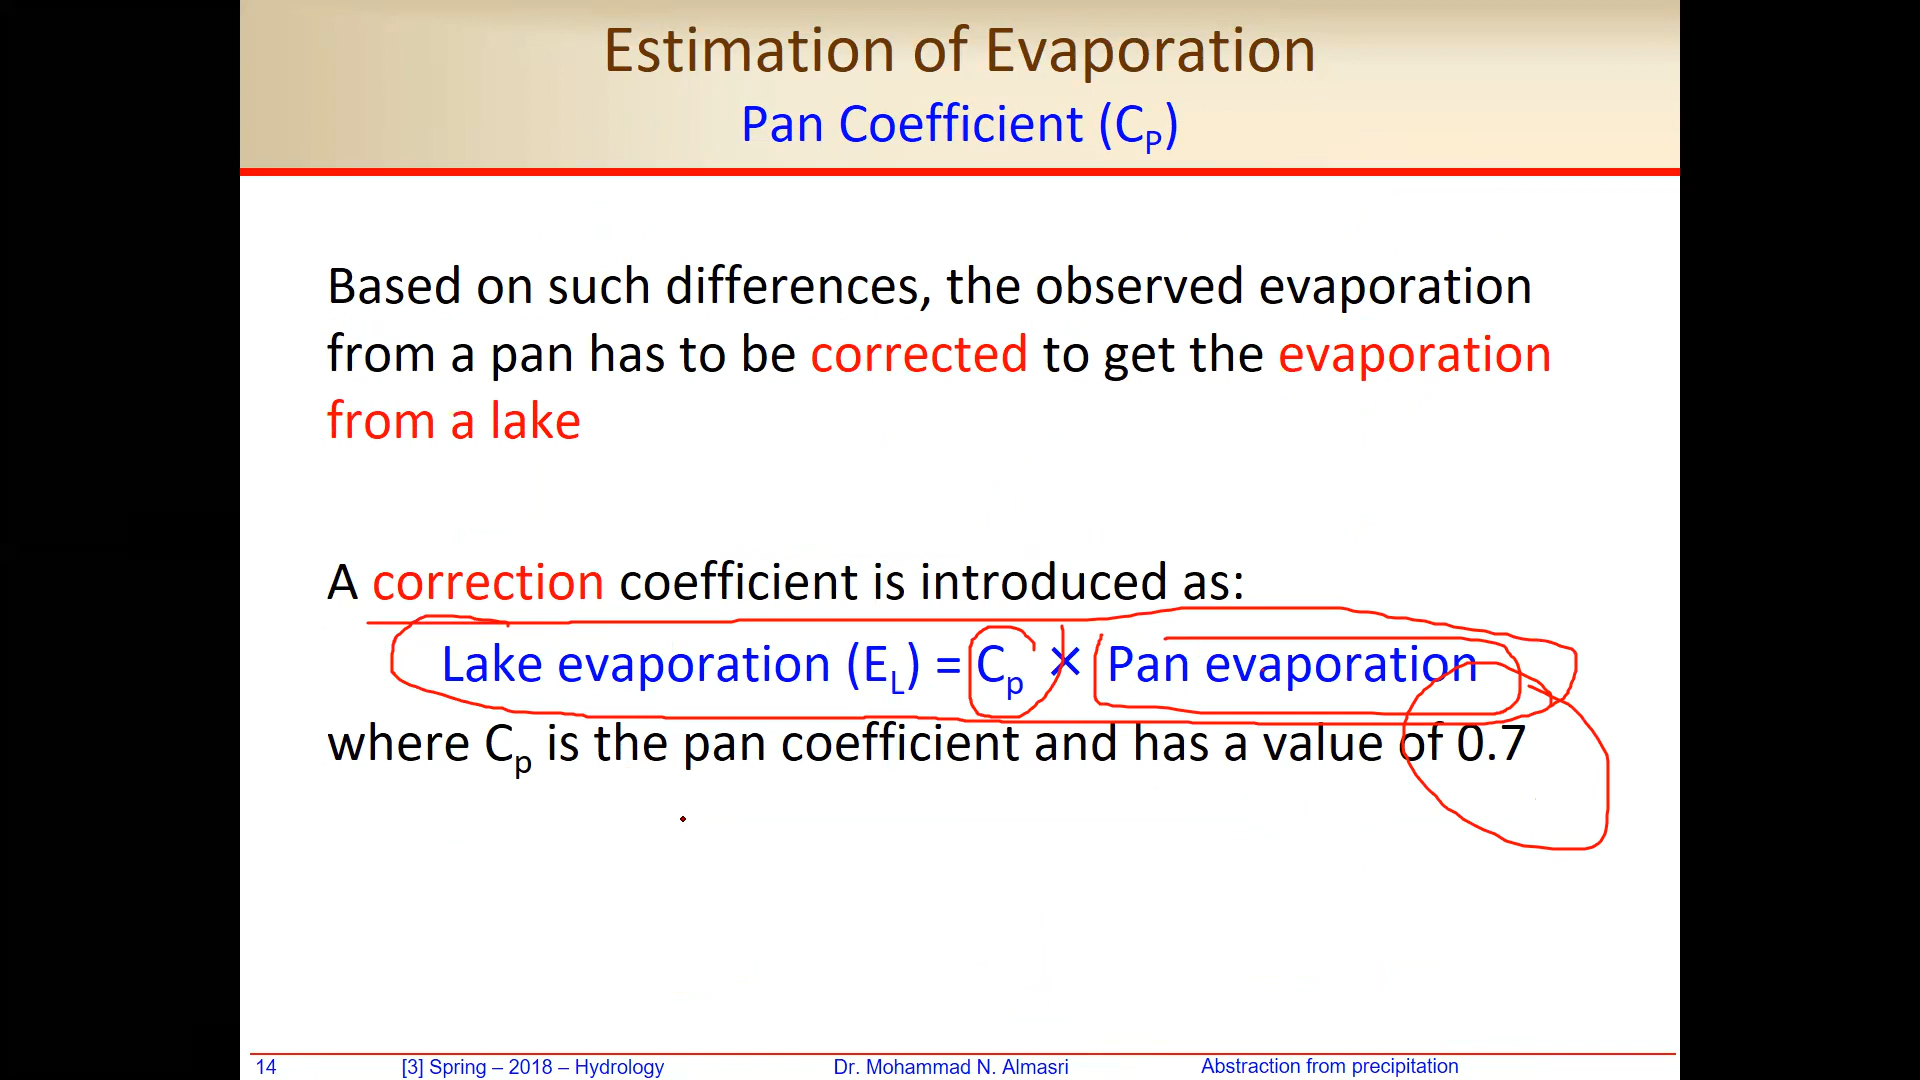 Estimation of Evaporation
Pan Coefficient (CP)
Based on such differences, the observed evaporation
from a pan has to be corrected to get the evaporation
from a lake
A correction coefficient is introduced as:
Lake evaporation (EL) = Cp × Pan evaporation
where Cp is the pan coefficient and has a value of 0.7
14 [3] Spring – 2018 – Hydrology Dr. Mohammad N. Almasri Abstraction from precipitation